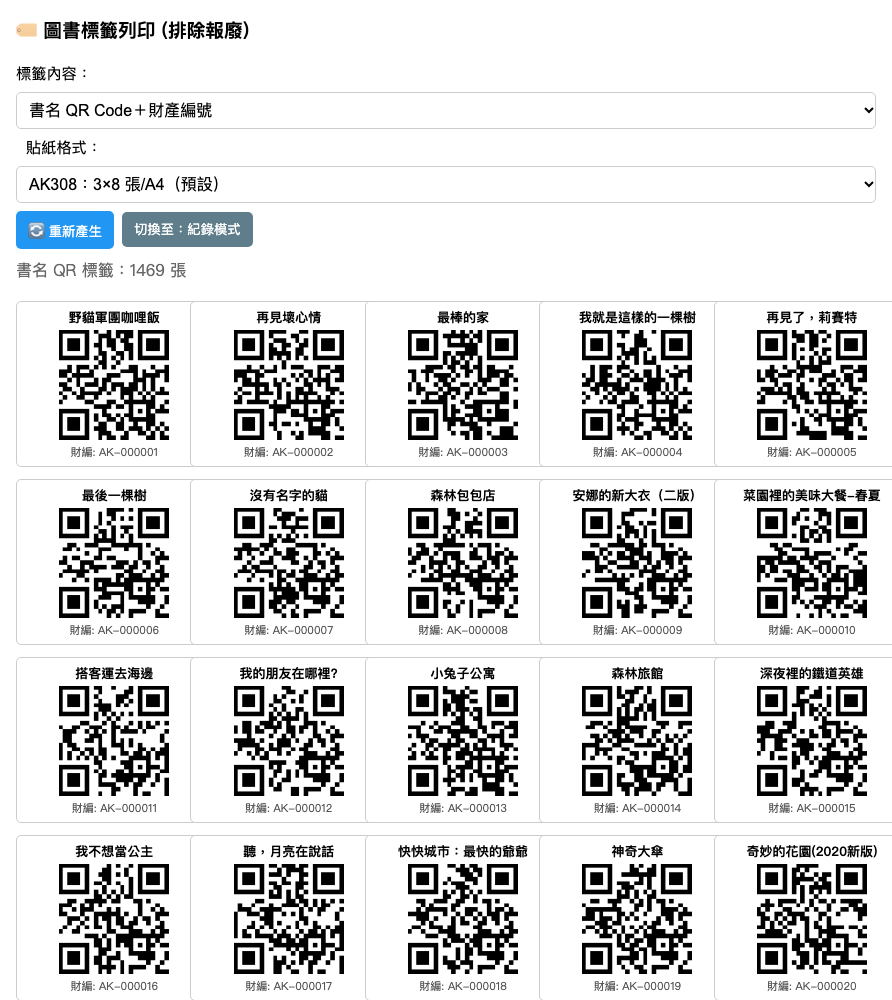 圖書標籤列印 (排除報廢)
標籤內容：
書名 QR Code＋財產編號
貼紙格式：
AK308：3×8 張/A4（預設）
重新產生 切換至：紀錄模式
書名 QR 標籤：1469 張
野貓軍團咖哩飯 再見壞心情 最棒的家 我就是這樣的一棵樹 再見了，莉賽特
財編: AK-000001 財編: AK-000002 財編: AK-000003 財編: AK-000004 財編: AK-000005
最後一棵樹 沒有名字的貓 森林包包店 安娜的新大衣（二版） 菜園裡的美味大餐-春夏
財編: AK-000006 財編: AK-000007 財編: AK-000008 財編: AK-000009 財編: AK-000010
搭客運去海邊 我的朋友在哪裡? 小兔子公寓 森林旅館 深夜裡的鐵道英雄
財編: AK-000011 財編: AK-000012 財編: AK-000013 財編: AK-000014 財編: AK-000015
我不想當公主 聽，月亮在說話 快快城市：最快的爺爺 神奇大傘 奇妙的花園(2020新版)
財編: AK-000016 財編: AK-000017 財編: AK-000018 財編: AK-000019 財編: AK-000020